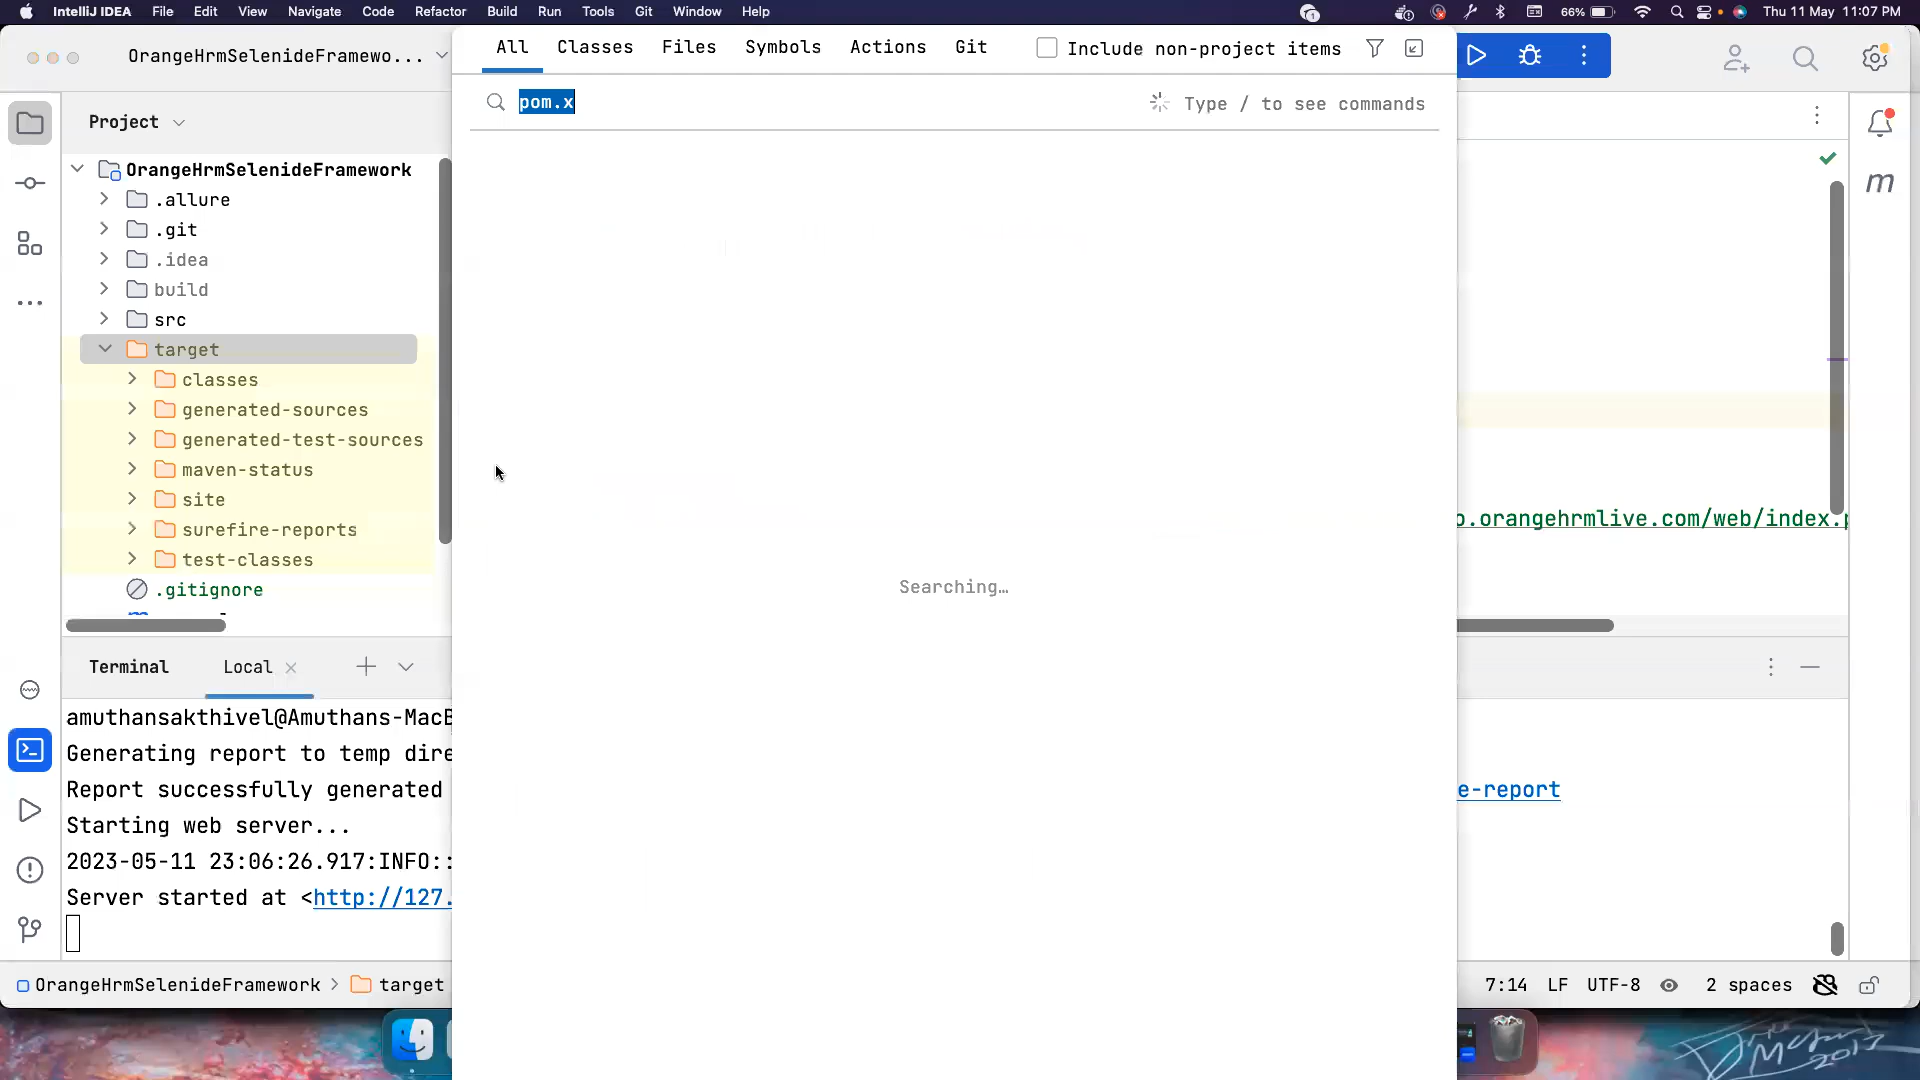 IntelliJ IDEA File Edit View Navigate Code Refactor Build Run Tools Git Window Help
66% Thu 11 May 11:07 PM
OrangeHrmSelenideFramewo...
All Classes Files Symbols Actions Git Include non-project items
pom.x Type / to see commands
Project
OrangeHrmSelenideFramework
.allure
.git
.idea
build
src
target
classes
generated-sources
generated-test-sources
maven-status
site
surefire-reports
test-classes
.gitignore
Searching…
.orangehrmlive.com/web/index.
Terminal Local
amuthansakthivel@Amuthans-Mac
Generating report to temp dire
Report successfully generated
e-report
Starting web server...
2023-05-11 23:06:26.917:INFO::
Server started at <http://127.
OrangeHrmSelenideFramework > target
7:14 LF UTF-8 2 spaces
m